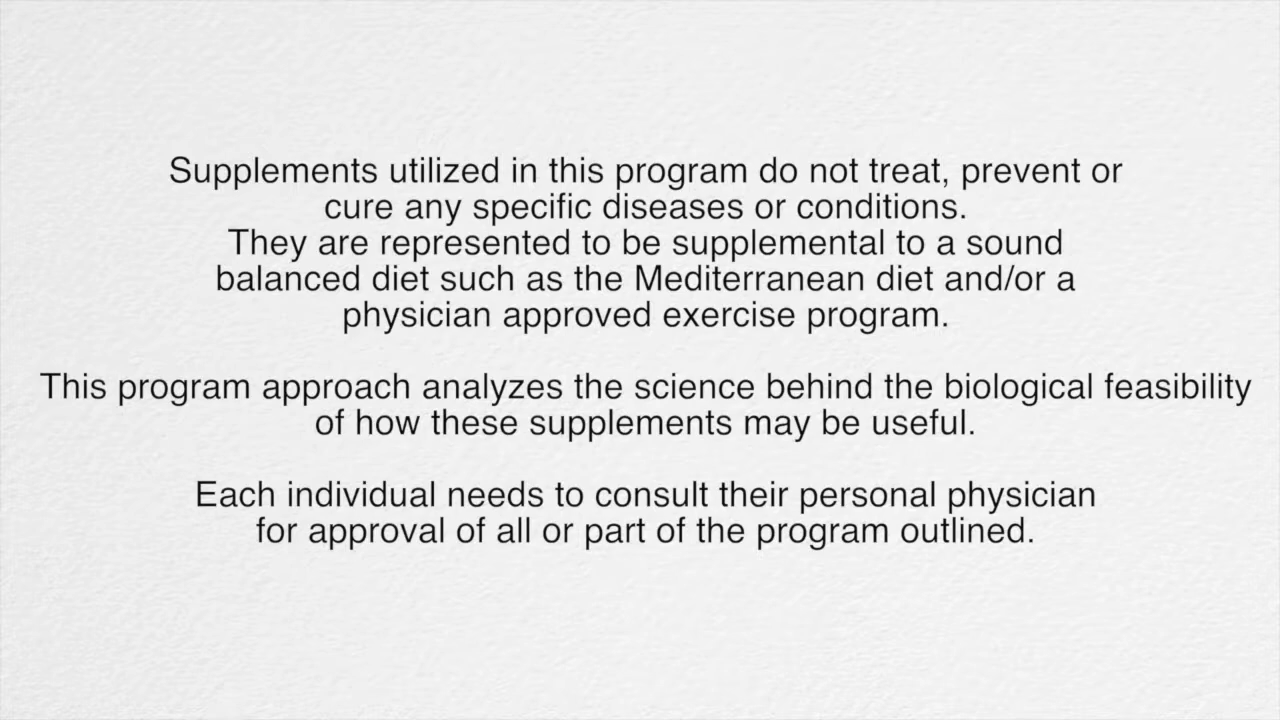 Supplements utilized in this program do not treat, prevent or
cure any specific diseases or conditions.
They are represented to be supplemental to a sound
balanced diet such as the Mediterranean diet and/or a
physician approved exercise program.
This program approach analyzes the science behind the biological feasibility
of how these supplements may be useful.
Each individual needs to consult their personal physician
for approval of all or part of the program outlined.